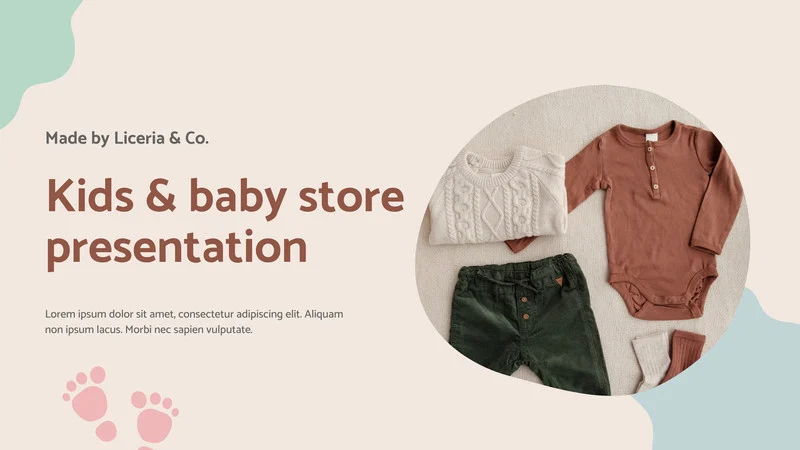 Made by Liceria & Co.
Kids & baby store
presentation
Lorem ipsum dolor sit amet, consectetur adipiscing elit. Aliquam
non ipsum lacus. Morbi nec sapien vulputate.